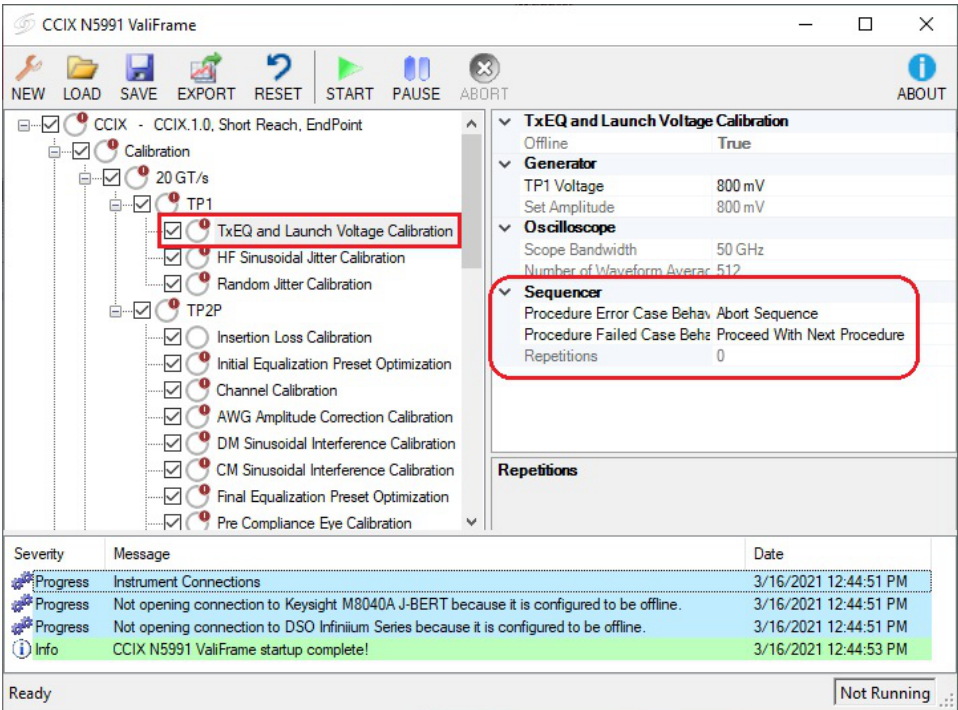 CCIX N5991 ValiFrame
NEW LOAD SAVE EXPORT RESET START PAUSE ABORT ABOUT
CCIX - CCIX.1.0, Short Reach, EndPoint
Calibration
20 GT/s
TP1
TxEQ and Launch Voltage Calibration
HF Sinusoidal Jitter Calibration
Random Jitter Calibration
TP2P
Insertion Loss Calibration
Initial Equalization Preset Optimization
Channel Calibration
AWG Amplitude Correction Calibration
DM Sinusoidal Interference Calibration
CM Sinusoidal Interference Calibration
Final Equalization Preset Optimization
Pre Compliance Eye Calibration
TxEQ and Launch Voltage Calibration
Offline True
Generator
TP1 Voltage 800 mV
Set Amplitude 800 mV
Oscilloscope
Scope Bandwidth 50 GHz
Number of Waveform Averac 512
Sequencer
Procedure Error Case Behav Abort Sequence
Procedure Failed Case Beha Proceed With Next Procedure
Repetitions 0
Repetitions
Severity Message Date
Progress Instrument Connections 3/16/2021 12:44:51 PM
Progress Not opening connection to Keysight M8040A J-BERT because it is configured to be offline. 3/16/2021 12:44:51 PM
Progress Not opening connection to DSO Infiniium Series because it is configured to be offline. 3/16/2021 12:44:51 PM
Info CCIX N5991 ValiFrame startup complete! 3/16/2021 12:44:53 PM
Ready Not Running